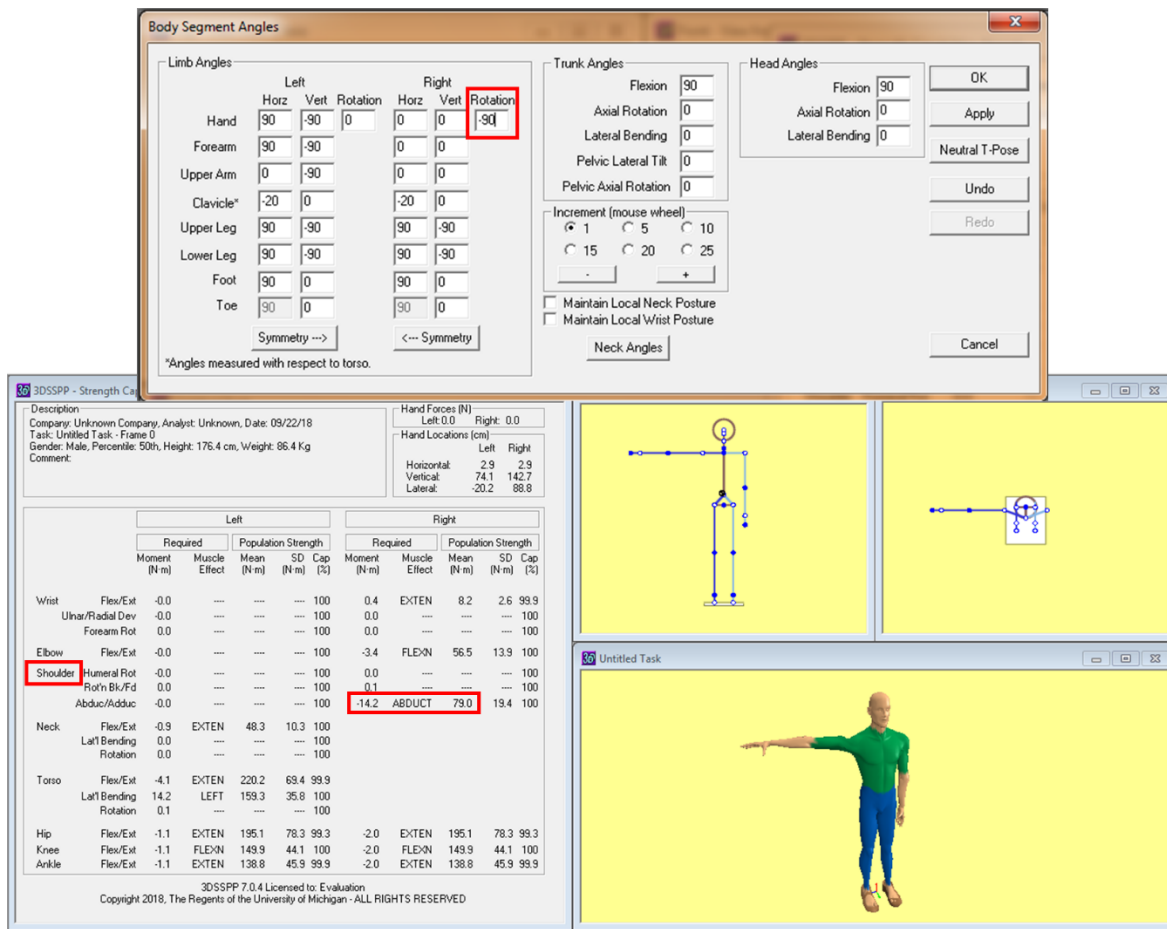 Body Segment Angles
Limb Angles
Left Right
Horz Vert Rotation Horz Vert Rotation
Hand 90 -90 0 0 0 -90
Forearm 90 -90 0 0
Upper Arm 0 -90 0 0
Clavicle* -20 0 -20 0
Upper Leg 90 -90 90 -90
Lower Leg 90 -90 90 -90
Foot 90 0 90 0
Toe 90 0 90 0
Symmetry ---> <--- Symmetry
*Angles measured with respect to torso.
Trunk Angles
Flexion 90
Axial Rotation 0
Lateral Bending 0
Pelvic Lateral Tilt 0
Pelvic Axial Rotation 0
Increment (mouse wheel)
1 5 10
15 20 25
- +
Maintain Local Neck Posture
Maintain Local Wrist Posture
Neck Angles
Head Angles
Flexion 90
Axial Rotation 0
Lateral Bending 0
OK
Apply
Neutral T-Pose
Undo
Redo
Cancel
3DSSPP - Strength Cap
Description
Company: Unknown Company, Analyst: Unknown, Date: 09/22/18
Task: Untitled Task - Frame 0
Gender: Male, Percentile: 50th, Height: 176.4 cm, Weight: 86.4 Kg
Comment:
Hand Forces (N)
Left: 0.0 Right: 0.0
Hand Locations (cm)
Left Right
Horizontal: 2.9 2.9
Vertical: 74.1 142.7
Lateral: -20.2 88.8
Left Right
Required Population Strength Required Population Strength
Moment Muscle Mean SD Cap Moment Muscle Mean SD Cap
(N·m) Effect (N·m) (N·m) (%) (N·m) Effect (N·m) (N·m) (%)
Wrist Flex/Ext -0.0 ---- ---- ---- 100 0.4 EXTEN 8.2 2.6 99.9
Ulnar/Radial Dev -0.0 ---- ---- ---- 100 0.0 ---- ---- ---- 100
Forearm Rot 0.0 ---- ---- ---- 100 0.0 ---- ---- ---- 100
Elbow Flex/Ext -0.0 ---- ---- ---- 100 -3.4 FLEXN 56.5 13.9 100
Shoulder Humeral Rot -0.0 ---- ---- ---- 100 0.0 ---- ---- ---- 100
Rot'n Bk/Fd 0.0 ---- ---- ---- 100 0.1 ---- ---- ---- 100
Abduc/Adduc -0.0 ---- ---- ---- 100 -14.2 ABDUCT 79.0 19.4 100
Neck Flex/Ext -0.9 EXTEN 48.3 10.3 100
Lat'l Bending 0.0 ---- ---- ---- 100
Rotation 0.0 ---- ---- ---- 100
Torso Flex/Ext -4.1 EXTEN 220.2 69.4 99.9
Lat'l Bending 14.2 LEFT 159.3 35.8 100
Rotation 0.1 ---- ---- ---- 100
Hip Flex/Ext -1.1 EXTEN 195.1 78.3 99.3 -2.0 EXTEN 195.1 78.3 99.3
Knee Flex/Ext -1.1 FLEXN 149.9 44.1 100 -2.0 FLEXN 149.9 44.1 100
Ankle Flex/Ext -1.1 EXTEN 138.8 45.9 99.9 -2.0 EXTEN 138.8 45.9 99.9
3DSSPP 7.0.4 Licensed to: Evaluation
Copyright 2018, The Regents of the University of Michigan - ALL RIGHTS RESERVED
Untitled Task